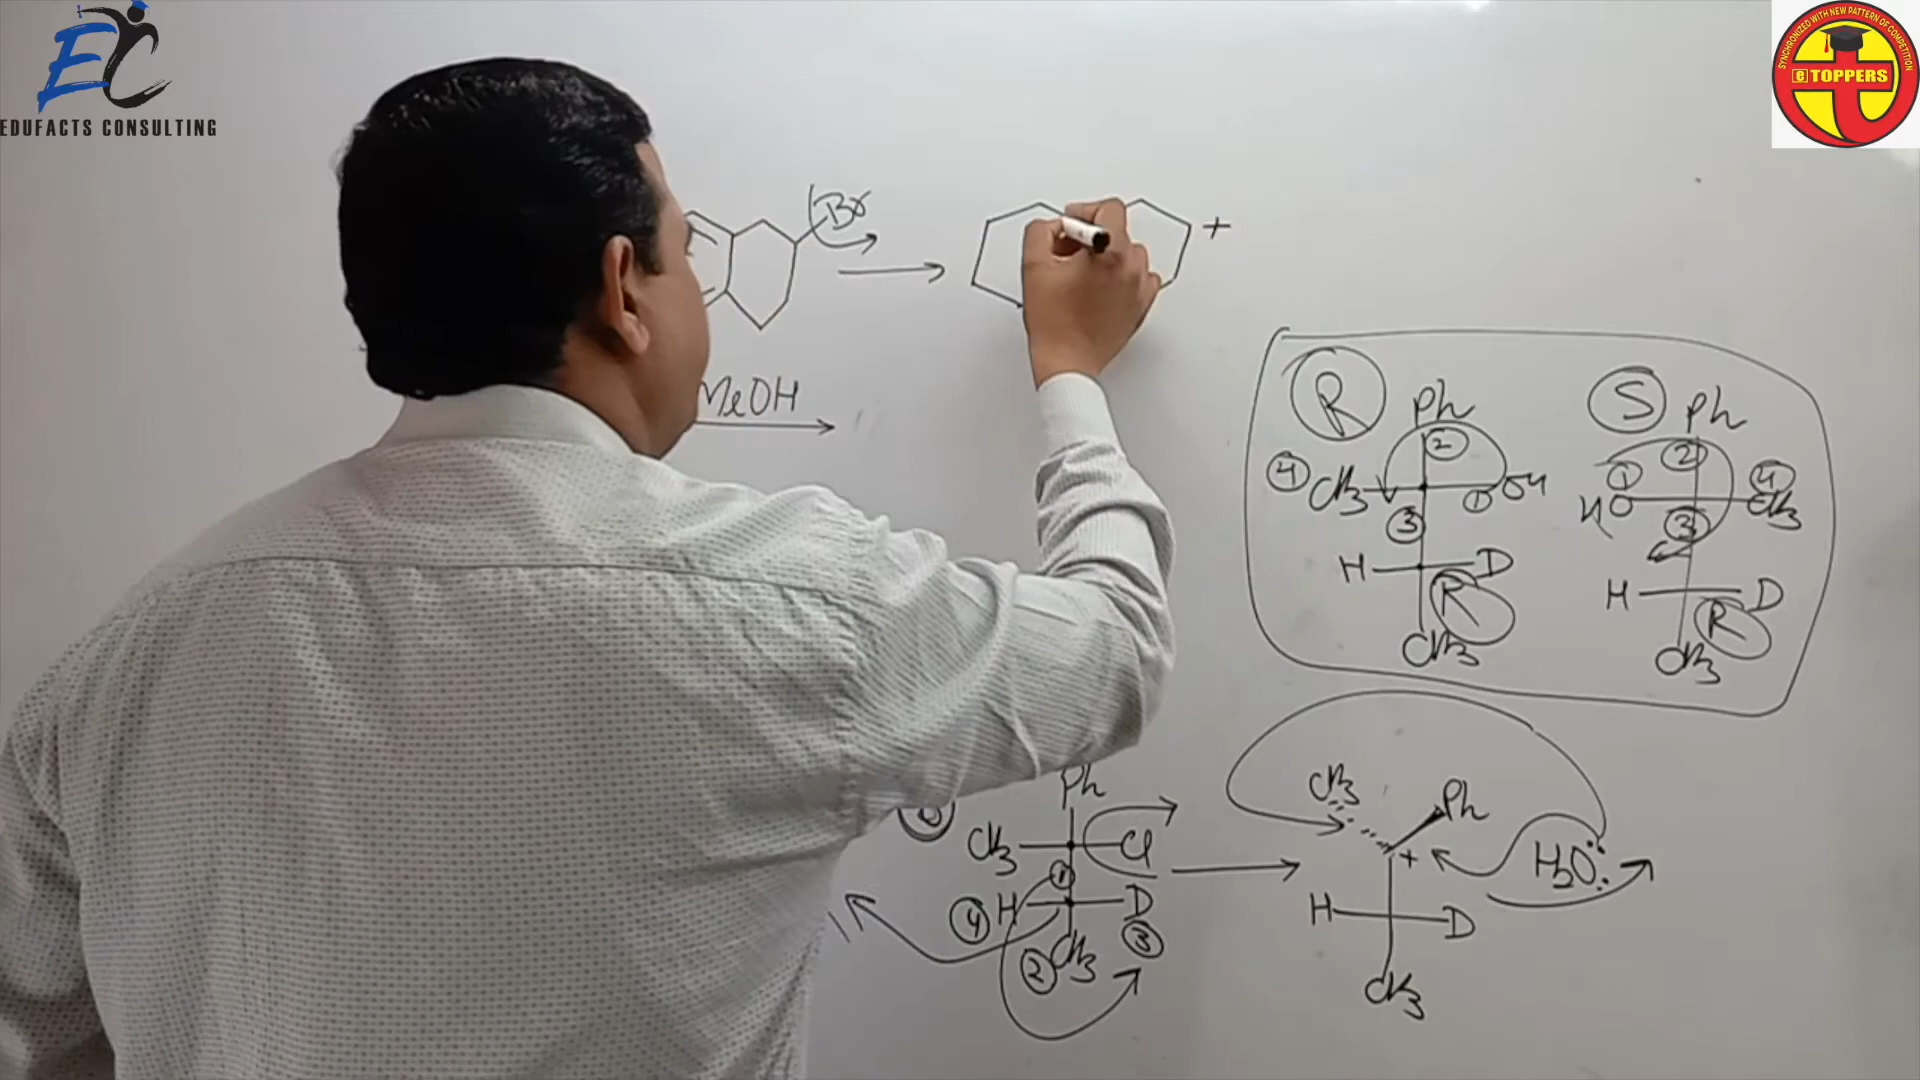 EC
EDUFACTS CONSULTING
SYNCHRONIZED WITH NEW PATTERN OF COMPETITION
e TOPPERS
Br
+
MeOH
R
Ph
2
4
CH3
1
OH
3
H
D
R
CH3
S
Ph
2
1
4
HO
CH3
3
H
D
R
CH3
Ph
CH3
Cl
1
4
H
D
3
2
CH3
CH3
Ph
+
H2O:
H
D
CH3